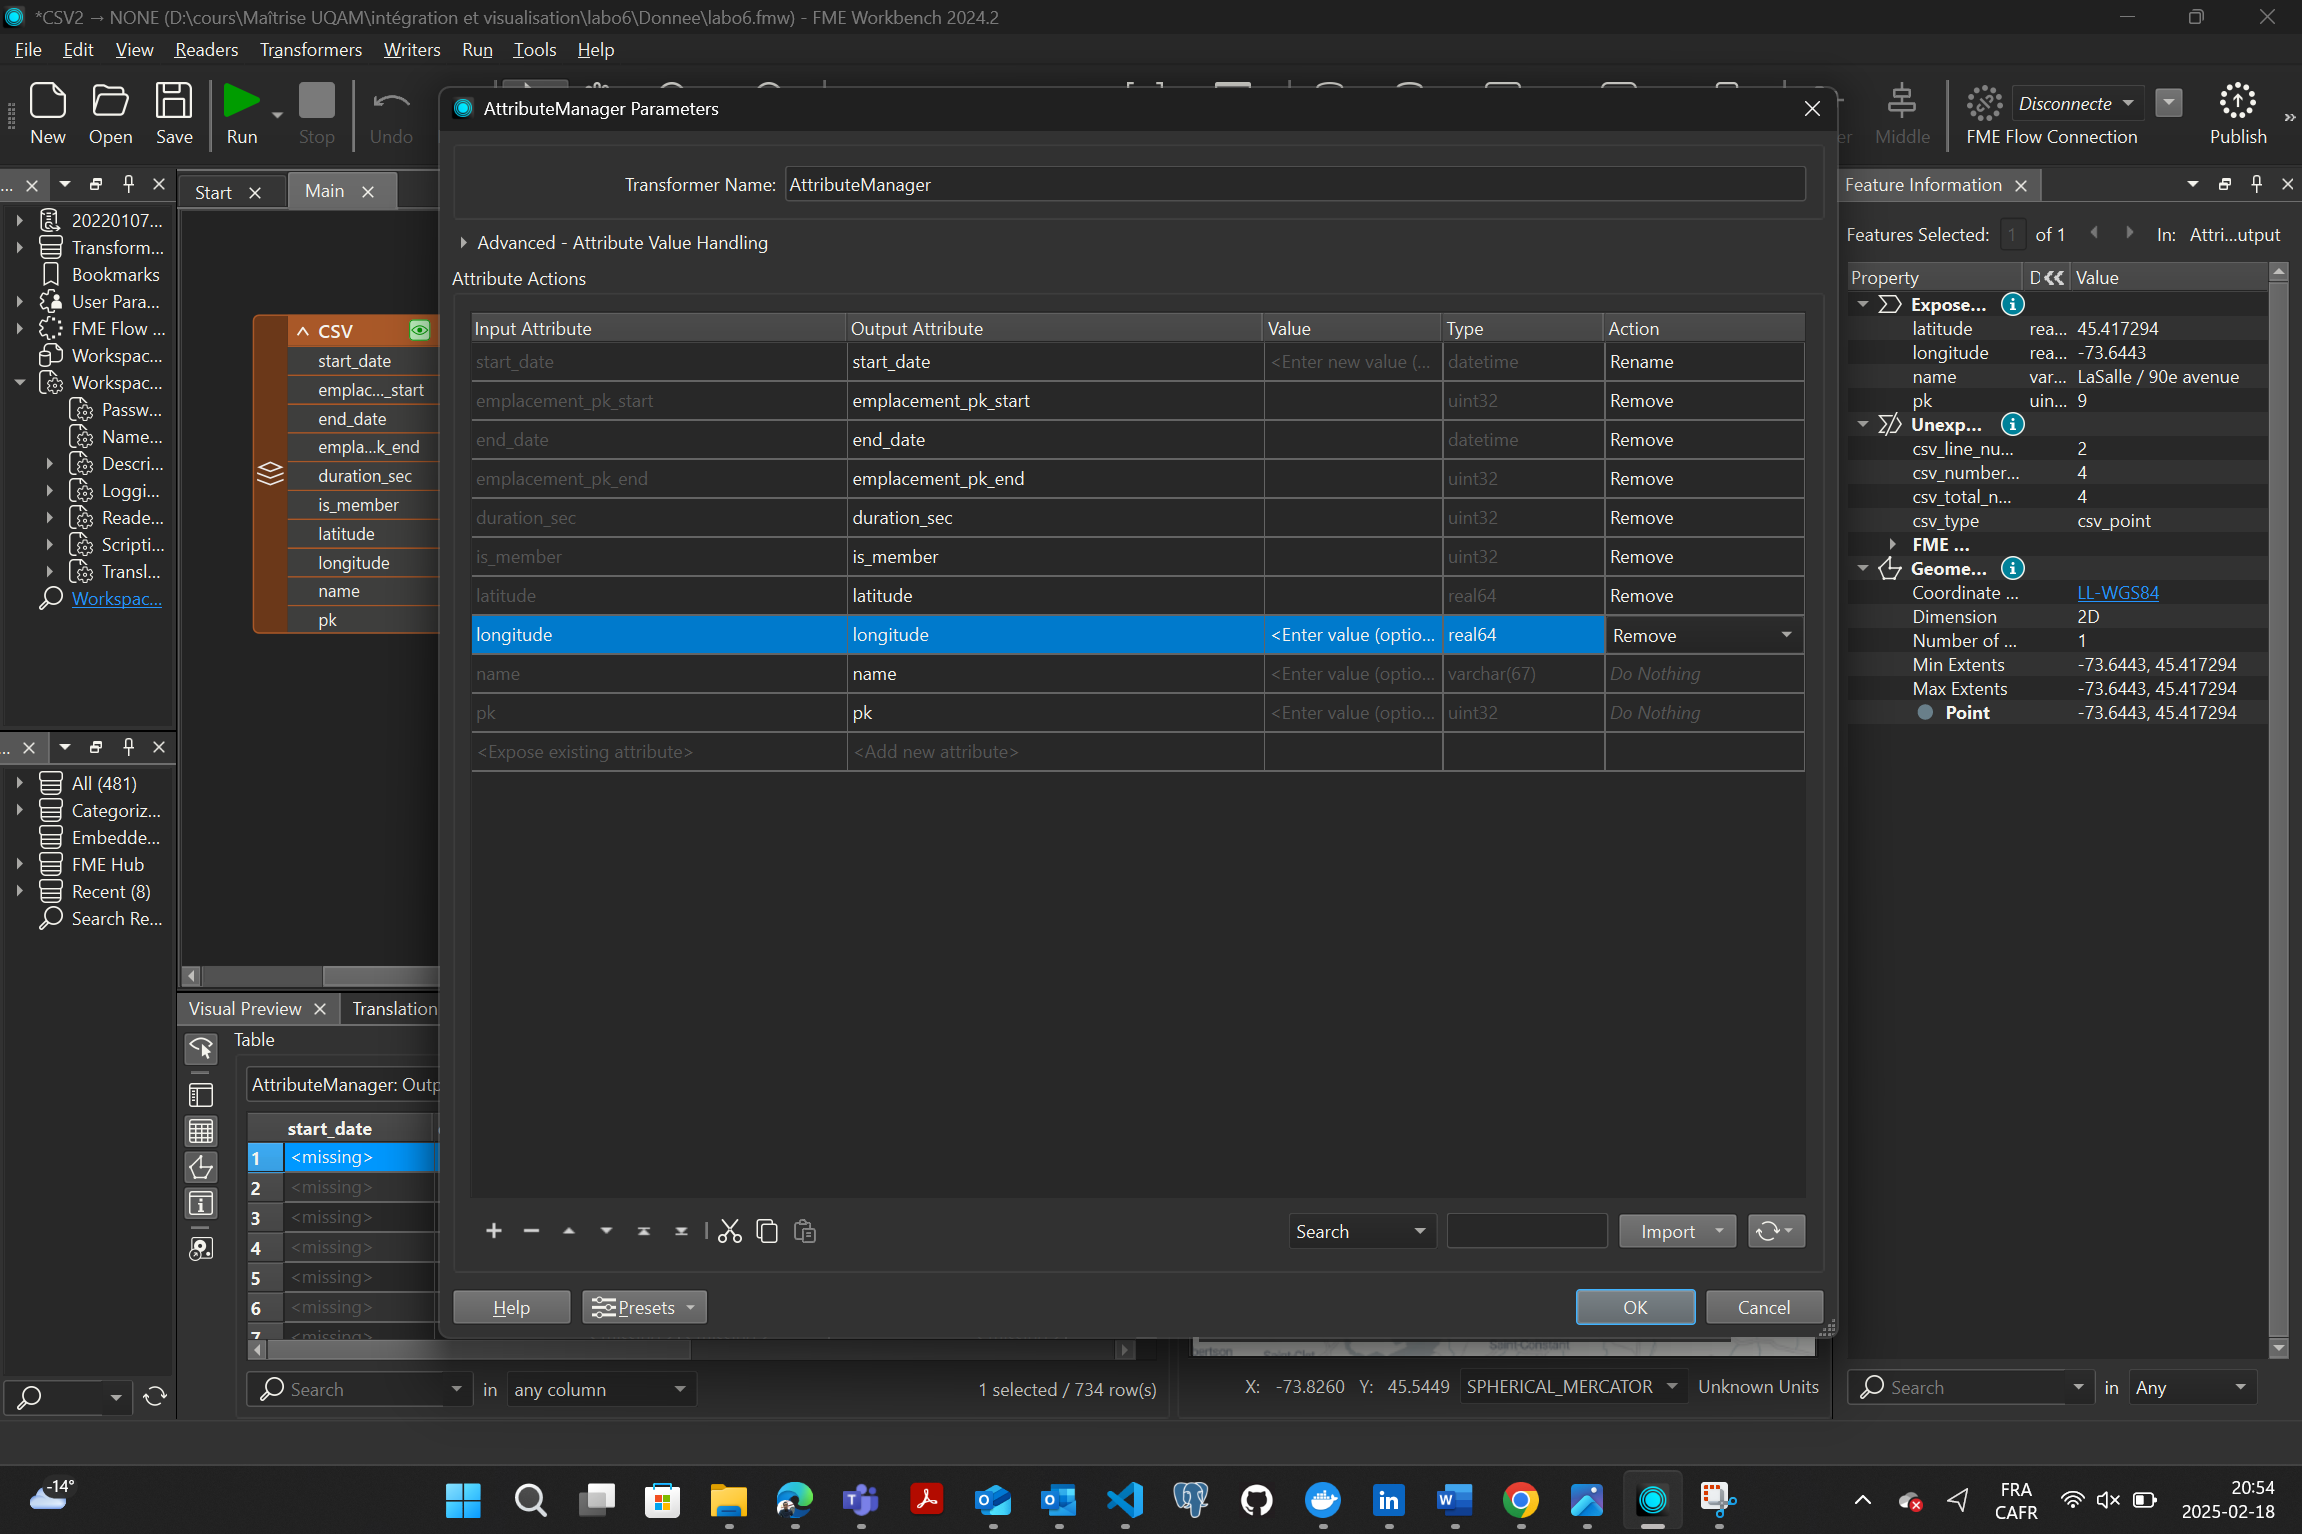 *CSV2 → NONE (D:\cours\Maîtrise UQAM\intégration et visualisation\labo6\Donnee\labo6.fmw) - FME Workbench 2024.2
File Edit View Readers Transformers Writers Run Tools Help
New Open Save Run Stop Undo
Middle
Disconnecte
FME Flow Connection
Publish
»
AttributeManager Parameters
Transformer Name: AttributeManager
Advanced - Attribute Value Handling
Attribute Actions
Input Attribute Output Attribute Value Type Action
start_date start_date <Enter new value (... datetime Rename
emplacement_pk_start emplacement_pk_start uint32 Remove
end_date end_date datetime Remove
emplacement_pk_end emplacement_pk_end uint32 Remove
duration_sec duration_sec uint32 Remove
is_member is_member uint32 Remove
latitude latitude real64 Remove
longitude longitude <Enter value (optio... real64 Remove
name name <Enter value (optio... varchar(67) Do Nothing
pk pk <Enter value (optio... uint32 Do Nothing
<Expose existing attribute> <Add new attribute>
Search Import
Help Presets OK Cancel
...
20220107...
Transform...
Bookmarks
User Para...
FME Flow ...
Workspac...
Workspac...
Passw...
Name...
Descri...
Loggi...
Reade...
Scripti...
Transl...
Workspac...
...
All (481)
Categoriz...
Embedde...
FME Hub
Recent (8)
Search Re...
Start Main
CSV
start_date
emplac..._start
end_date
empla...k_end
duration_sec
is_member
latitude
longitude
name
pk
Visual Preview Translation
Table
AttributeManager: Outp
start_date
1 <missing>
2 <missing>
3 <missing>
4 <missing>
5 <missing>
6 <missing>
7 <missing>
Search in any column 1 selected / 734 row(s)
X: -73.8260 Y: 45.5449 SPHERICAL_MERCATOR Unknown Units
Feature Information
Features Selected: 1 of 1 In: Attri...utput
Property D Value
Expose...
latitude rea... 45.417294
longitude rea... -73.6443
name var... LaSalle / 90e avenue
pk uin... 9
Unexp...
csv_line_nu... 2
csv_number... 4
csv_total_n... 4
csv_type csv_point
FME ...
Geome...
Coordinate ... LL-WGS84
Dimension 2D
Number of ... 1
Min Extents -73.6443, 45.417294
Max Extents -73.6443, 45.417294
Point -73.6443, 45.417294
Search in Any
-14°
FRA
CAFR
20:54
2025-02-18